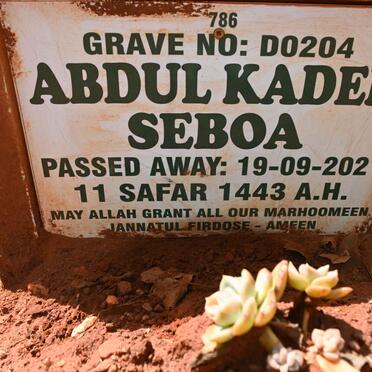 786
GRAVE NO: D0204
ABDUL KADE
SEBOA
PASSED AWAY: 19-09-202
11 SAFAR 1443 A.H.
MAY ALLAH GRANT ALL OUR MARHOOMEEN
JANNATUL FIRDOSE - AMEEN